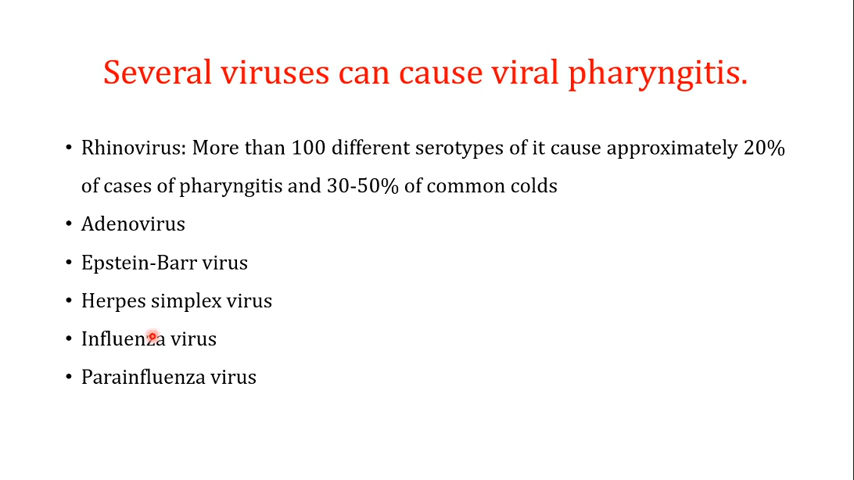 Several viruses can cause viral pharyngitis.
• Rhinovirus: More than 100 different serotypes of it cause approximately 20%
of cases of pharyngitis and 30-50% of common colds
• Adenovirus
• Epstein-Barr virus
• Herpes simplex virus
• Influenza virus
• Parainfluenza virus